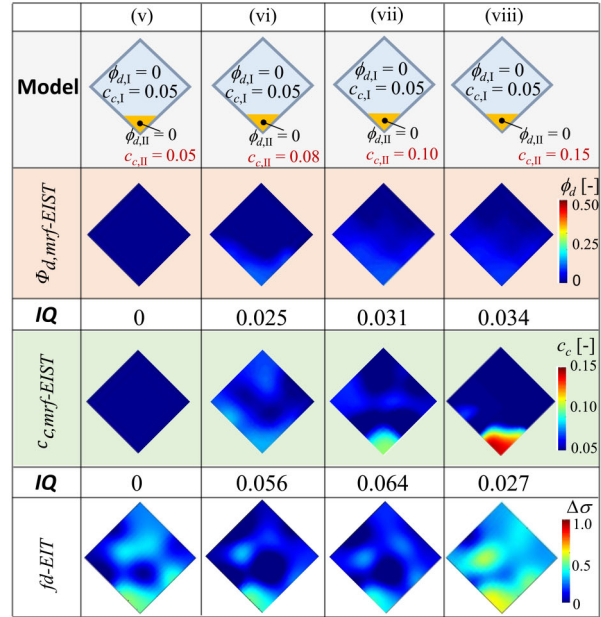 (v) (vi) (vii) (viii)
Model
ϕd,I = 0 ϕd,I = 0 ϕd,I = 0 ϕd,I = 0
cc,I = 0.05 cc,I = 0.05 cc,I = 0.05 cc,I = 0.05
ϕd,II = 0 ϕd,II = 0 ϕd,II = 0 ϕd,II = 0
cc,II = 0.05 cc,II = 0.08 cc,II = 0.10 cc,II = 0.15
Φd,mrf-EIST
ϕd [-]
0.50
0.25
0
IQ 0 0.025 0.031 0.034
cc,mrf-EIST
cc [-]
0.15
0.10
0.05
IQ 0 0.056 0.064 0.027
fd-EIT
Δσ
1.0
0.5
0